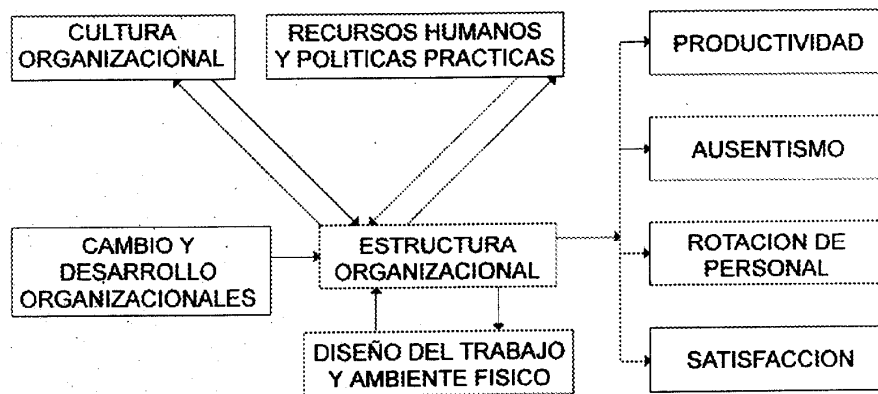 CULTURA
ORGANIZACIONAL
RECURSOS HUMANOS
Y POLITICAS PRACTICAS
PRODUCTIVIDAD
AUSENTISMO
CAMBIO Y
DESARROLLO
ORGANIZACIONALES
ESTRUCTURA
ORGANIZACIONAL
ROTACION DE
PERSONAL
DISEÑO DEL TRABAJO
Y AMBIENTE FISICO
SATISFACCION